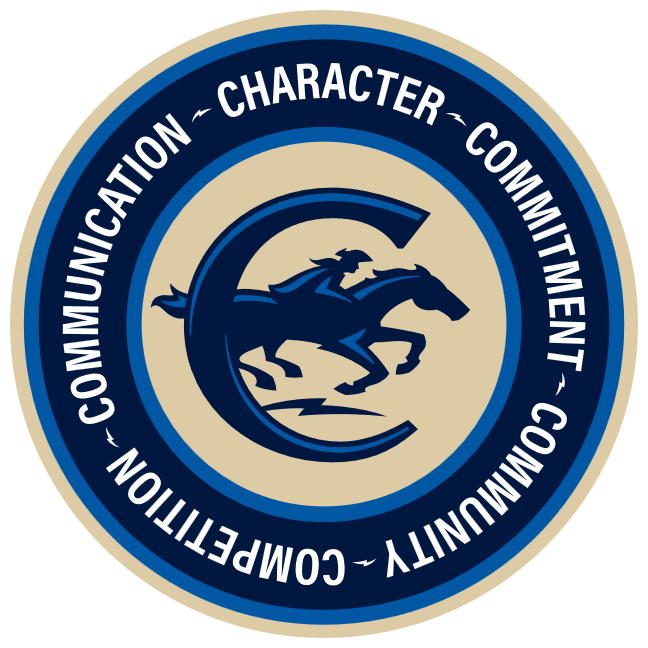 CHARACTER
COMMITMENT
COMMUNITY
COMPETITION
COMMUNICATION
C